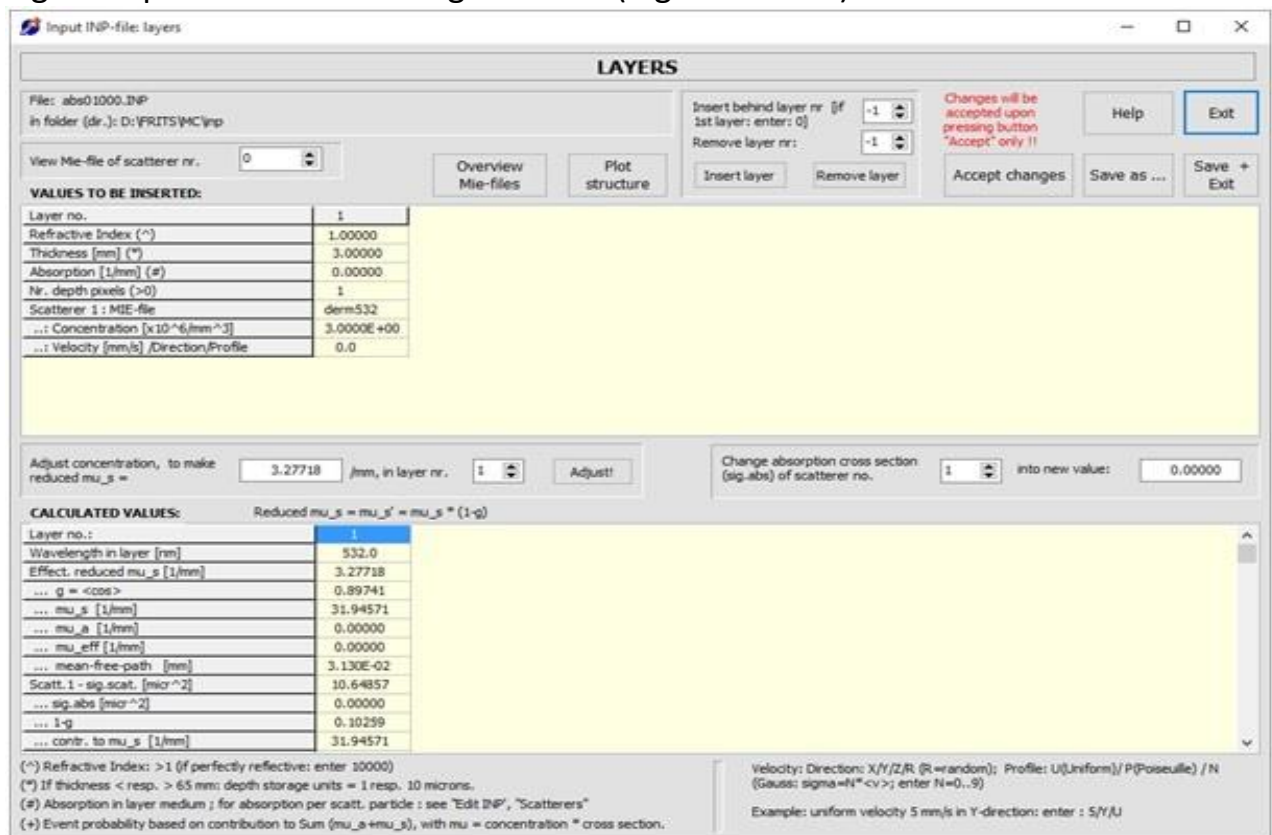 Input INP-file: layers
LAYERS
File: abs01000.INP
in folder (dir.): D:\FRITS\MC\inp
Insert behind layer nr [if
1st layer: enter: 0]
-1
Remove layer nr:
-1
Changes will be
accepted upon
pressing button
"Accept" only !!
Help
Exit
View Mie-file of scatterer nr.
0
Overview
Mie-files
Plot
structure
Insert layer
Remove layer
Accept changes
Save as ...
Save +
Exit
VALUES TO BE INSERTED:
Layer no. 1
Refractive Index (^) 1.00000
Thickness [mm] (*) 3.00000
Absorption [1/mm] (#) 0.00000
Nr. depth pixels (>0) 1
Scatterer 1 : MIE-file derm532
..: Concentration [x10^6/mm^3] 3.0000E+00
..: Velocity [mm/s] /Direction/Profile 0.0
Adjust concentration, to make
reduced mu_s = 3.27718 /mm, in layer nr. 1 Adjust!
Change absorption cross section
(sig.abs) of scatterer no. 1 into new value: 0.00000
CALCULATED VALUES: Reduced mu_s = mu_s' = mu_s * (1-g)
Layer no.: 1
Wavelength in layer [nm] 532.0
Effect. reduced mu_s [1/mm] 3.27718
... g = <cos> 0.89741
... mu_s [1/mm] 31.94571
... mu_a [1/mm] 0.00000
... mu_eff [1/mm] 0.00000
... mean-free-path [mm] 3.130E-02
Scatt.1 - sig.scat. [micr^2] 10.64857
... sig.abs [micr^2] 0.00000
... 1-g 0.10259
... contr. to mu_s [1/mm] 31.94571
(^) Refractive Index: >1 (if perfectly reflective: enter 10000)
(*) If thickness < resp. > 65 mm: depth storage units = 1 resp. 10 microns.
(#) Absorption in layer medium ; for absorption per scatt. particle : see "Edit INP", "Scatterers"
(+) Event probability based on contribution to Sum (mu_a+mu_s), with mu = concentration * cross section.
Velocity: Direction: X/Y/Z/R (R=random); Profile: U(Uniform)/ P(Poiseuille) / N
(Gauss: sigma=N*<v>; enter N=0..9)
Example: uniform velocity 5 mm/s in Y-direction: enter : 5/Y/U